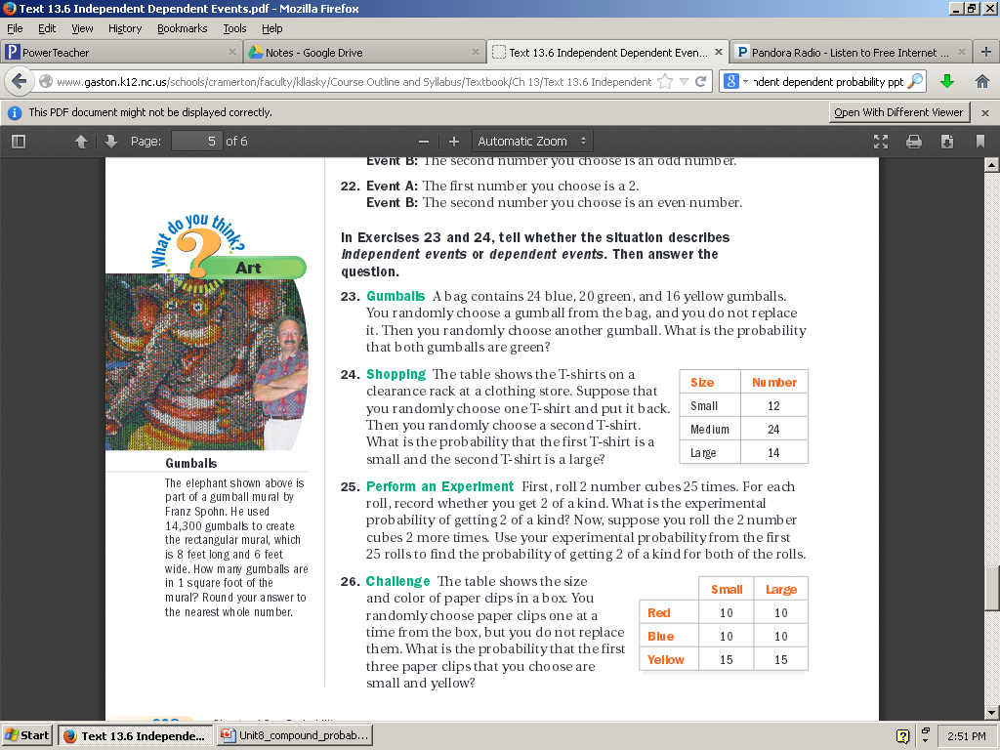 Text 13.6 Independent Dependent Events.pdf - Mozilla Firefox
File Edit View History Bookmarks Tools Help
PowerTeacher
Notes - Google Drive
Text 13.6 Independent Dependent Even...
Pandora Radio - Listen to Free Internet ...
www.gaston.k12.nc.us/schools/cramerton/faculty/kllasky/Course Outline and Syllabus/Textbook/Ch 13/Text 13.6 Independent
ndent dependent probability ppt
This PDF document might not be displayed correctly.
Open With Different Viewer
Page: 5 of 6
Automatic Zoom
Event B: The second number you choose is an odd number.
22. Event A: The first number you choose is a 2.
Event B: The second number you choose is an even number.
What do you think?
Art
Gumballs
The elephant shown above is
part of a gumball mural by
Franz Spohn. He used
14,300 gumballs to create
the rectangular mural, which
is 8 feet long and 6 feet
wide. How many gumballs are
in 1 square foot of the
mural? Round your answer to
the nearest whole number.
In Exercises 23 and 24, tell whether the situation describes
independent events or dependent events. Then answer the
question.
23. Gumballs A bag contains 24 blue, 20 green, and 16 yellow gumballs.
You randomly choose a gumball from the bag, and you do not replace
it. Then you randomly choose another gumball. What is the probability
that both gumballs are green?
24. Shopping The table shows the T-shirts on a
clearance rack at a clothing store. Suppose that
you randomly choose one T-shirt and put it back.
Then you randomly choose a second T-shirt.
What is the probability that the first T-shirt is a
small and the second T-shirt is a large?
Size Number
Small 12
Medium 24
Large 14
25. Perform an Experiment First, roll 2 number cubes 25 times. For each
roll, record whether you get 2 of a kind. What is the experimental
probability of getting 2 of a kind? Now, suppose you roll the 2 number
cubes 2 more times. Use your experimental probability from the first
25 rolls to find the probability of getting 2 of a kind for both of the rolls.
26. Challenge The table shows the size
and color of paper clips in a box. You
randomly choose paper clips one at a
time from the box, but you do not replace
them. What is the probability that the first
three paper clips that you choose are
small and yellow?
Small Large
Red 10 10
Blue 10 10
Yellow 15 15
Start
Text 13.6 Independe...
Unit8_compound_probab...
2:51 PM